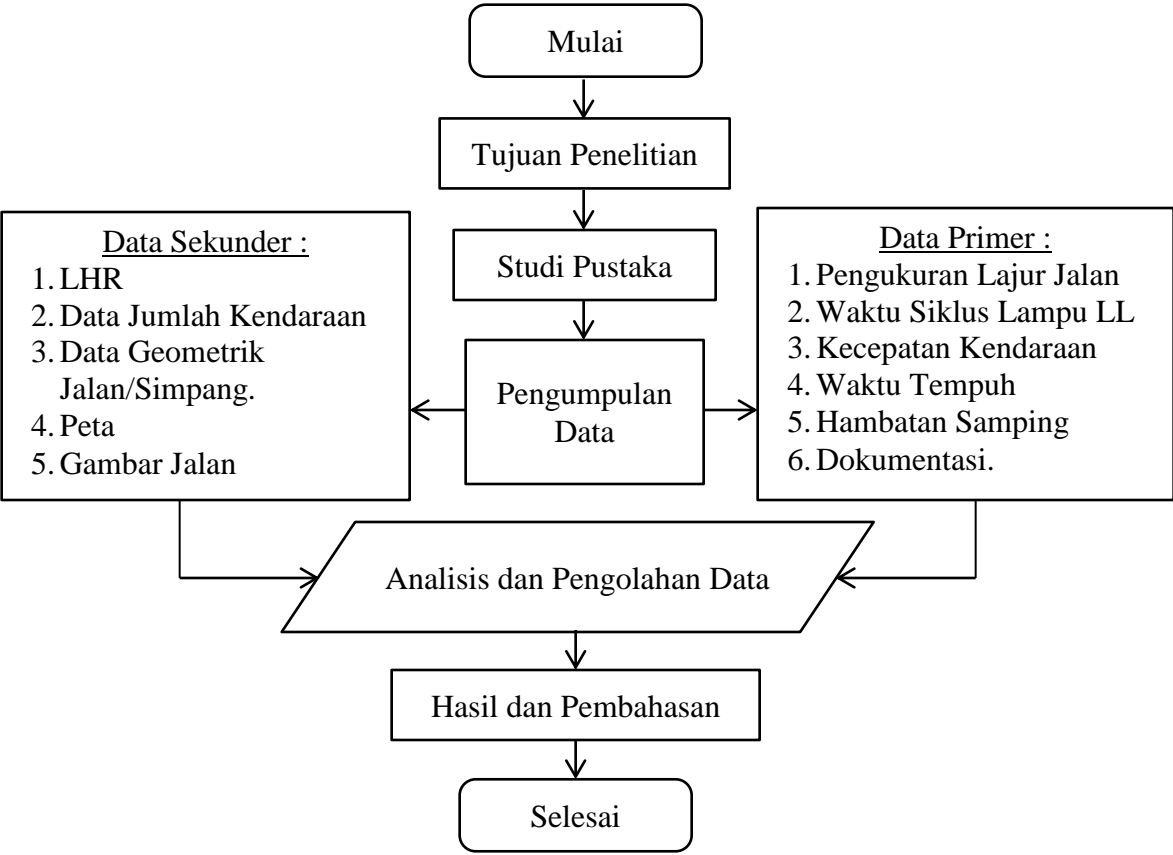 Mulai
Tujuan Penelitian
Studi Pustaka
Pengumpulan
Data
Data Sekunder :
1. LHR
2. Data Jumlah Kendaraan
3. Data Geometrik
Jalan/Simpang.
4. Peta
5. Gambar Jalan
Data Primer :
1. Pengukuran Lajur Jalan
2. Waktu Siklus Lampu LL
3. Kecepatan Kendaraan
4. Waktu Tempuh
5. Hambatan Samping
6. Dokumentasi.
Analisis dan Pengolahan Data
Hasil dan Pembahasan
Selesai